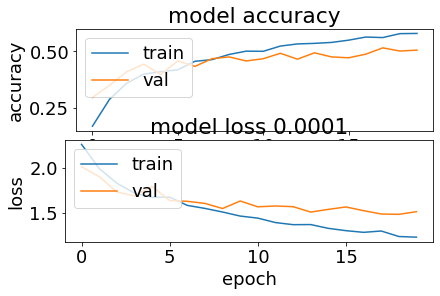 model accuracy
accuracy
0.50
0.25
train
val
model loss 0.0001
loss
2.0
1.5
train
val
0
5
10
15
epoch